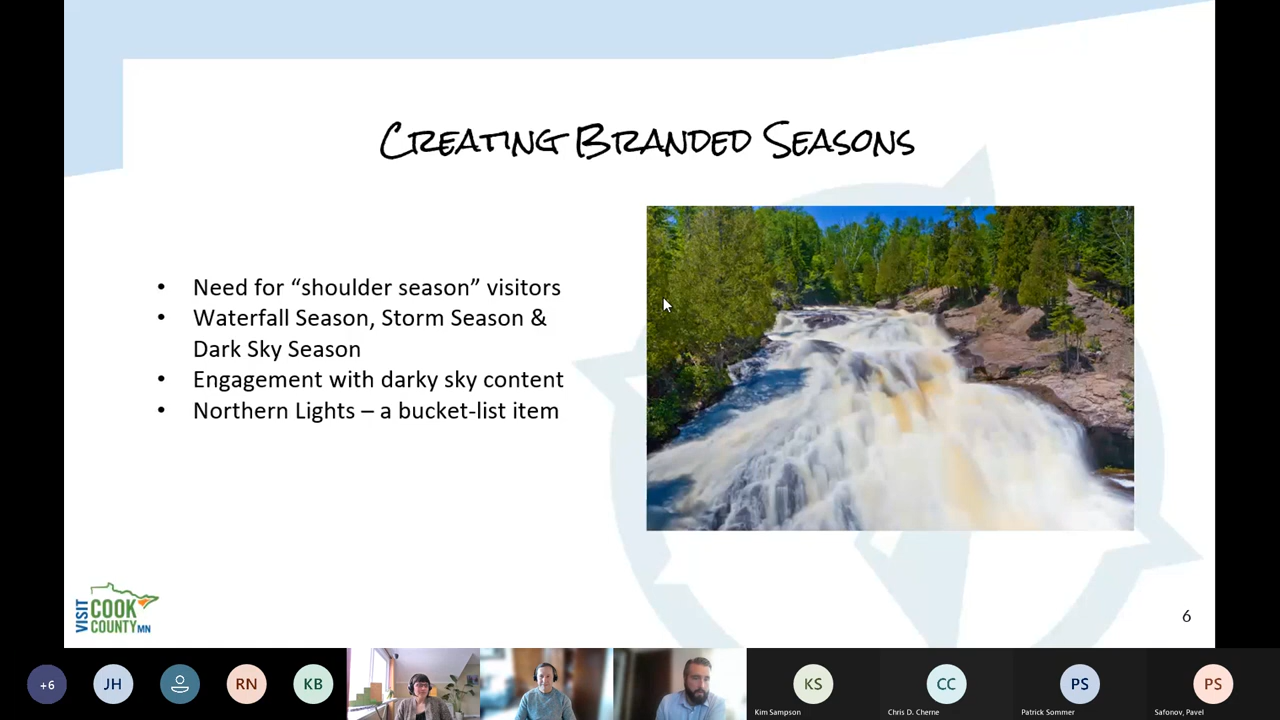 Creating Branded Seasons
• Need for “shoulder season” visitors
• Waterfall Season, Storm Season &
Dark Sky Season
• Engagement with darky sky content
• Northern Lights – a bucket-list item
VISIT
COOK
COUNTY MN
6
+6
JH
RN
KB
KS
CC
PS
PS
Kim Sampson
Chris D. Cherne
Patrick Sommer
Safonov, Pavel